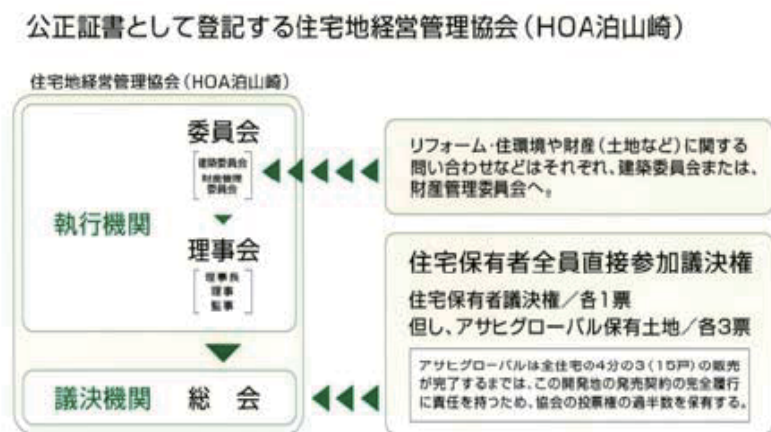 公正証書として登記する住宅地経営管理協会(HOA泊山崎)
住宅地経営管理協会(HOA泊山崎)
執行機関
委員会
建築委員会
財産管理
委員会
理事会
理事長
理事
監事
議決機関 総 会
リフォーム・住環境や財産(土地など)に関する
問い合わせなどはそれぞれ、建築委員会または、
財産管理委員会へ。
住宅保有者全員直接参加議決権
住宅保有者議決権/各1票
但し、アサヒグローバル保有土地/各3票
アサヒグローバルは全住宅の4分の3(15戸)の販売
が完了するまでは、この開発地の発売契約の完全履行
に責任を持つため、協会の投票権の過半数を保有する。